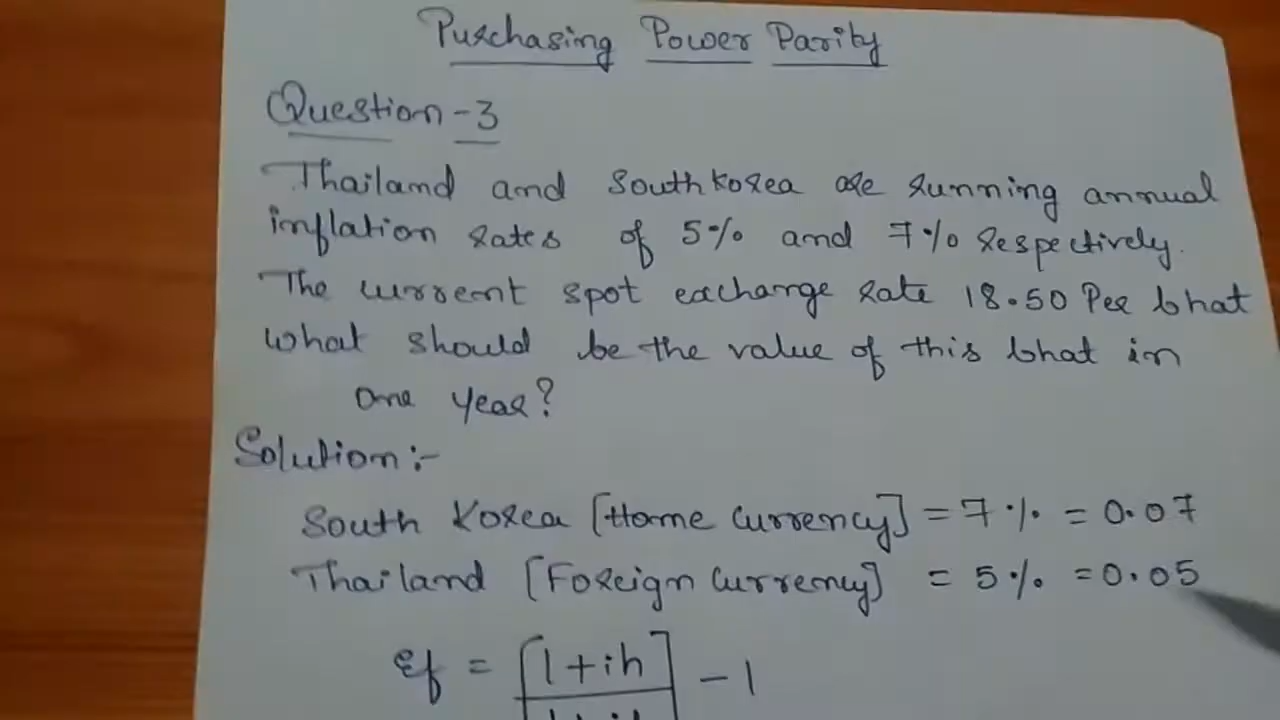 Purchasing Power Parity
Question-3
Thailand and South Korea are running annual
inflation rates of 5% and 7% respectively.
The current spot exchange rate 18.50 Per bhat
what should be the value of this bhat in
one year?
Solution:-
South Korea [Home Currency] = 7% = 0.07
Thailand [Foreign Currency] = 5% = 0.05
ef = [1+ih] - 1